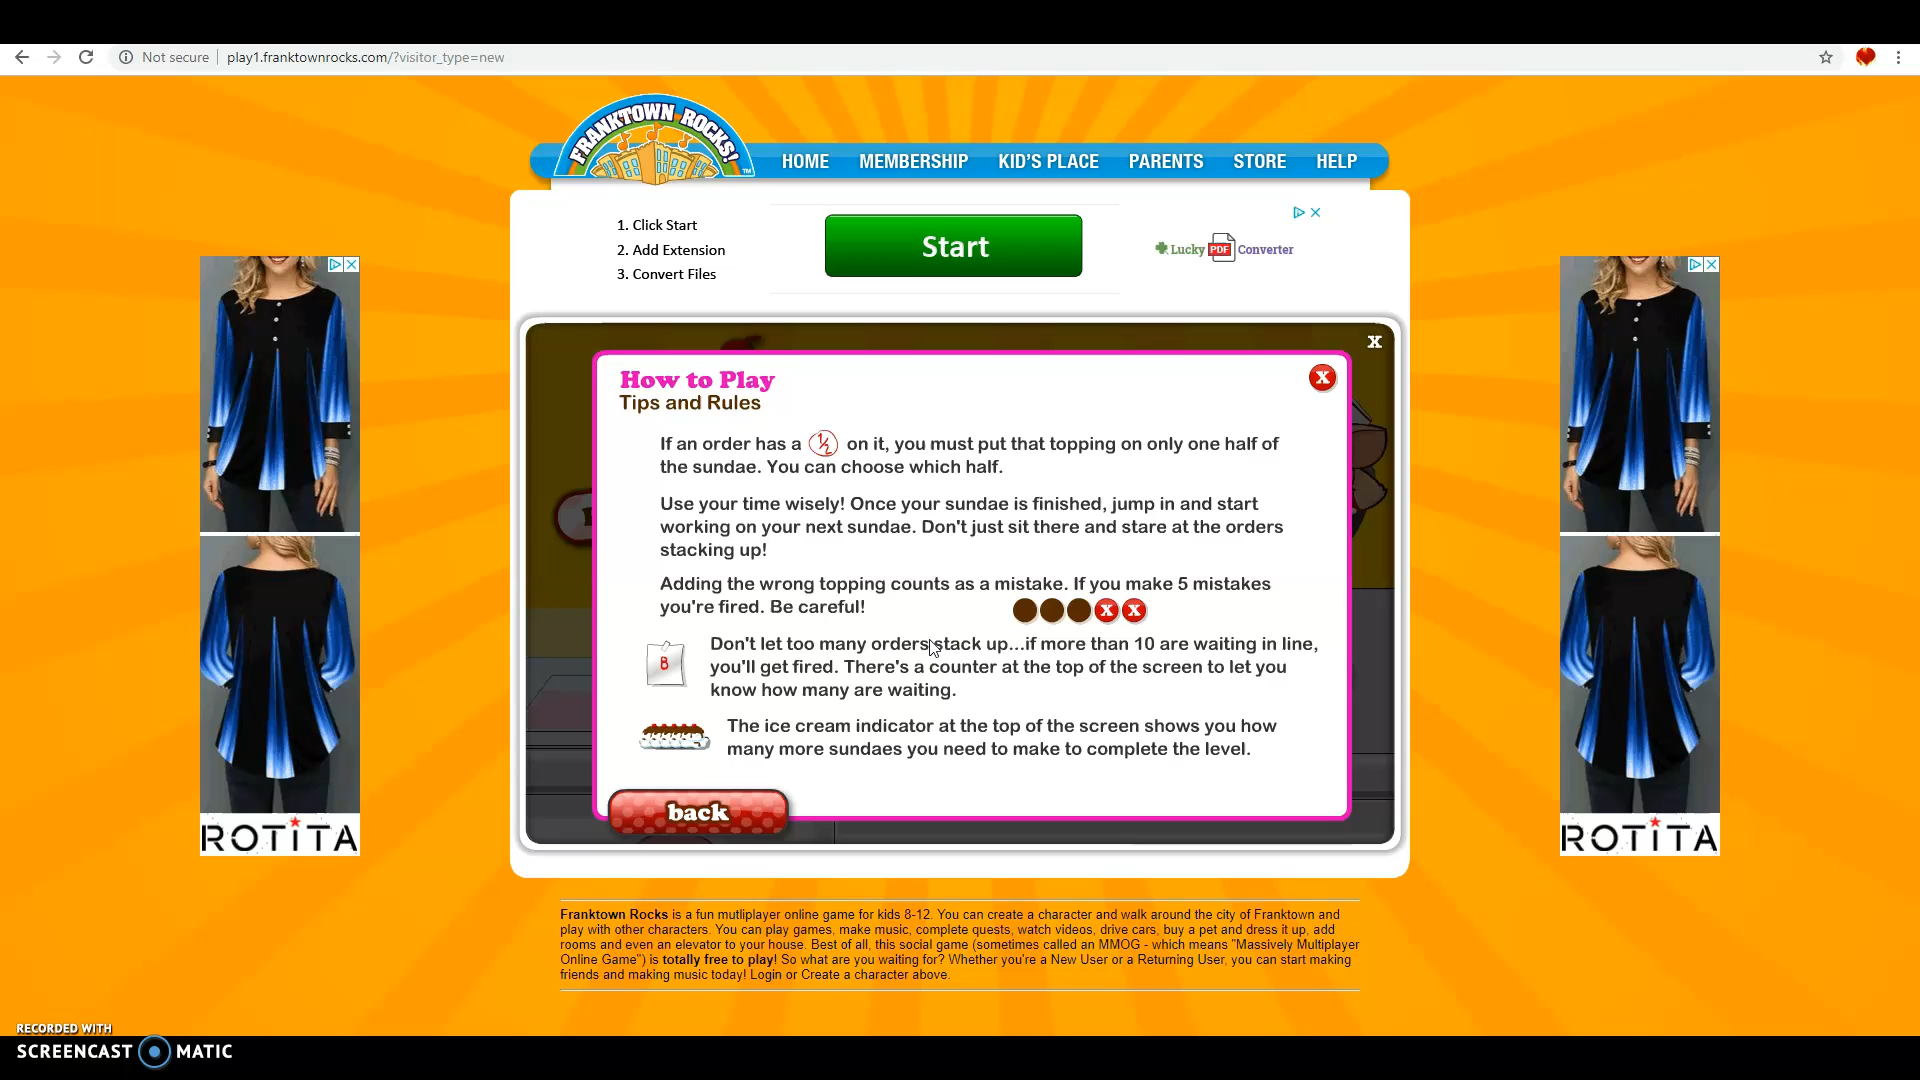 Not secure
play1.franktownrocks.com/?visitor_type=new
FRANKTOWN ROCKS!
TM
HOME
MEMBERSHIP
KID'S PLACE
PARENTS
STORE
HELP
1. Click Start
2. Add Extension
3. Convert Files
Start
Lucky PDF Converter
X
How to Play
X
Tips and Rules
If an order has a ½ on it, you must put that topping on only one half of
the sundae. You can choose which half.
Use your time wisely! Once your sundae is finished, jump in and start
working on your next sundae. Don't just sit there and stare at the orders
stacking up!
Adding the wrong topping counts as a mistake. If you make 5 mistakes
you're fired. Be careful!
X X
Don't let too many orders stack up...if more than 10 are waiting in line,
8
you'll get fired. There's a counter at the top of the screen to let you
know how many are waiting.
The ice cream indicator at the top of the screen shows you how
many more sundaes you need to make to complete the level.
back
ROTITA
ROTITA
Franktown Rocks is a fun mutliplayer online game for kids 8-12. You can create a character and walk around the city of Franktown and
play with other characters. You can play games, make music, complete quests, watch videos, drive cars, buy a pet and dress it up, add
rooms and even an elevator to your house. Best of all, this social game (sometimes called an MMOG - which means "Massively Multiplayer
Online Game") is totally free to play! So what are you waiting for? Whether you're a New User or a Returning User, you can start making
friends and making music today! Login or Create a character above.
RECORDED WITH
SCREENCAST MATIC